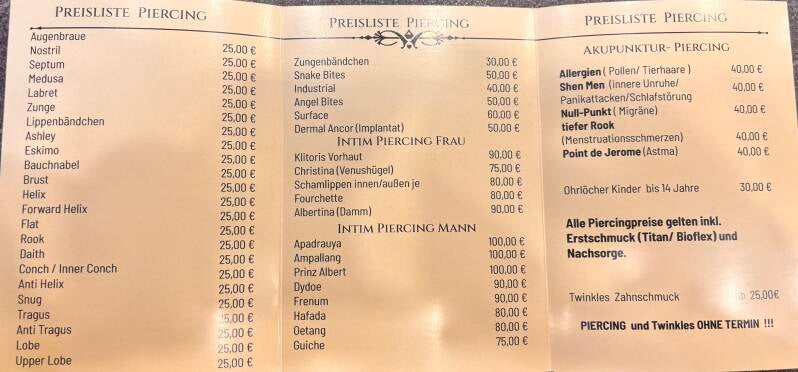 PREISLISTE PIERCING
Augenbraue 25,00 €
Nostril 25,00 €
Septum 25,00 €
Medusa 25,00 €
Labret 25,00 €
Zunge 25,00 €
Lippenbändchen 25,00 €
Ashley 25,00 €
Eskimo 25,00 €
Bauchnabel 25,00 €
Brust 25,00 €
Helix 25,00 €
Forward Helix 25,00 €
Flat 25,00 €
Rook 25,00 €
Daith 25,00 €
Conch / Inner Conch 25,00 €
Anti Helix 25,00 €
Snug 25,00 €
Tragus 25,00 €
Anti Tragus 25,00 €
Lobe 25,00 €
Upper Lobe 25,00 €
PREISLISTE PIERCING
Zungenbändchen 30,00 €
Snake Bites 50,00 €
Industrial 40,00 €
Angel Bites 50,00 €
Surface 60,00 €
Dermal Ancor (Implantat) 50,00 €
INTIM PIERCING FRAU
Klitoris Vorhaut 90,00 €
Christina (Venushügel) 75,00 €
Schamlippen innen/außen je 80,00 €
Fourchette 80,00 €
Albertina (Damm) 90,00 €
INTIM PIERCING MANN
Apadrauya 100,00 €
Ampallang 100,00 €
Prinz Albert 100,00 €
Dydoe 90,00 €
Frenum 90,00 €
Hafada 80,00 €
Oetang 80,00 €
Guiche 75,00 €
PREISLISTE PIERCING
AKUPUNKTUR- PIERCING
Allergien ( Pollen/ Tierhaare ) 40,00 €
Shen Men (innere Unruhe/ 40,00 €
Panikattacken/Schlafstörung
Null-Punkt ( Migräne) 40,00 €
tiefer Rook
(Menstruationsschmerzen) 40,00 €
Point de Jerome (Astma) 40,00 €
Ohrlöcher Kinder bis 14 Jahre 30,00 €
Alle Piercingpreise gelten inkl.
Erstschmuck (Titan/ Bioflex) und
Nachsorge.
Twinkles Zahnschmuck ab 25,00€
PIERCING und Twinkles OHNE TERMIN !!!